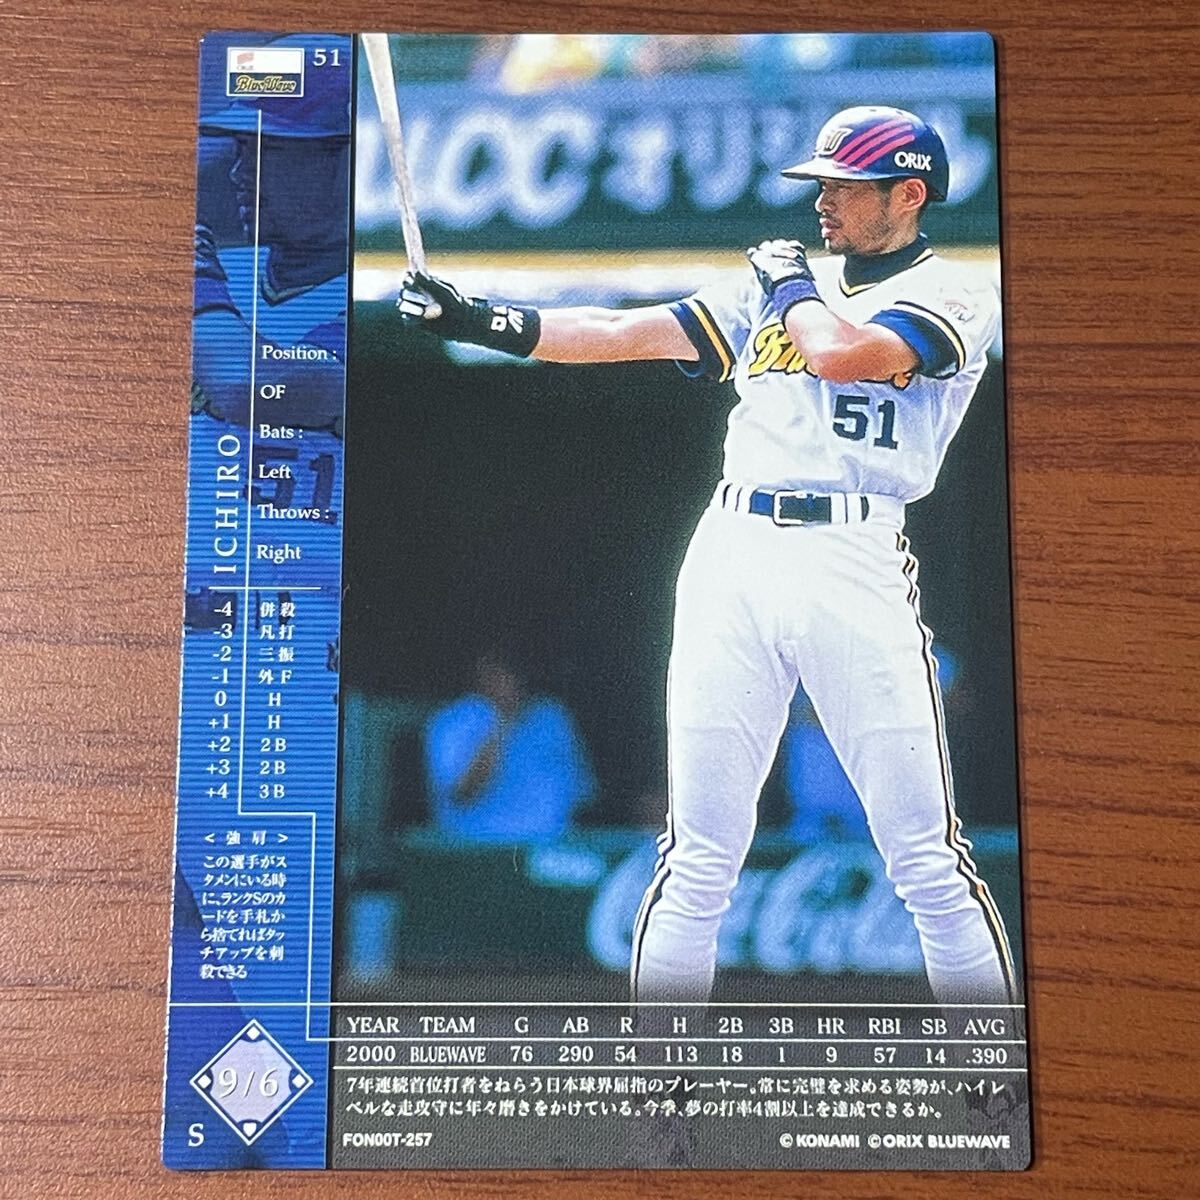 ORIX
BlueWave
51
UCC オリジナル
ORIX
51
Position :
OF
Bats :
Left
Throws :
Right
ICHIRO
-4 併殺
-3 凡打
-2 三振
-1 外F
0 H
+1 H
+2 2B
+3 2B
+4 3B
<強肩>
この選手がス
タメンにいる時
に、ランクSのカ
ードを手札か
ら捨てればタッ
チアップを刺
殺できる
9/6
S
YEAR TEAM G AB R H 2B 3B HR RBI SB AVG
2000 BLUEWAVE 76 290 54 113 18 1 9 57 14 .390
7年連続首位打者をねらう日本球界屈指のプレーヤー。常に完璧を求める姿勢が、ハイレ
ベルな走攻守に年々磨きをかけている。今季、夢の打率4割以上を達成できるか。
FON00T-257
©KONAMI ©ORIX BLUEWAVE